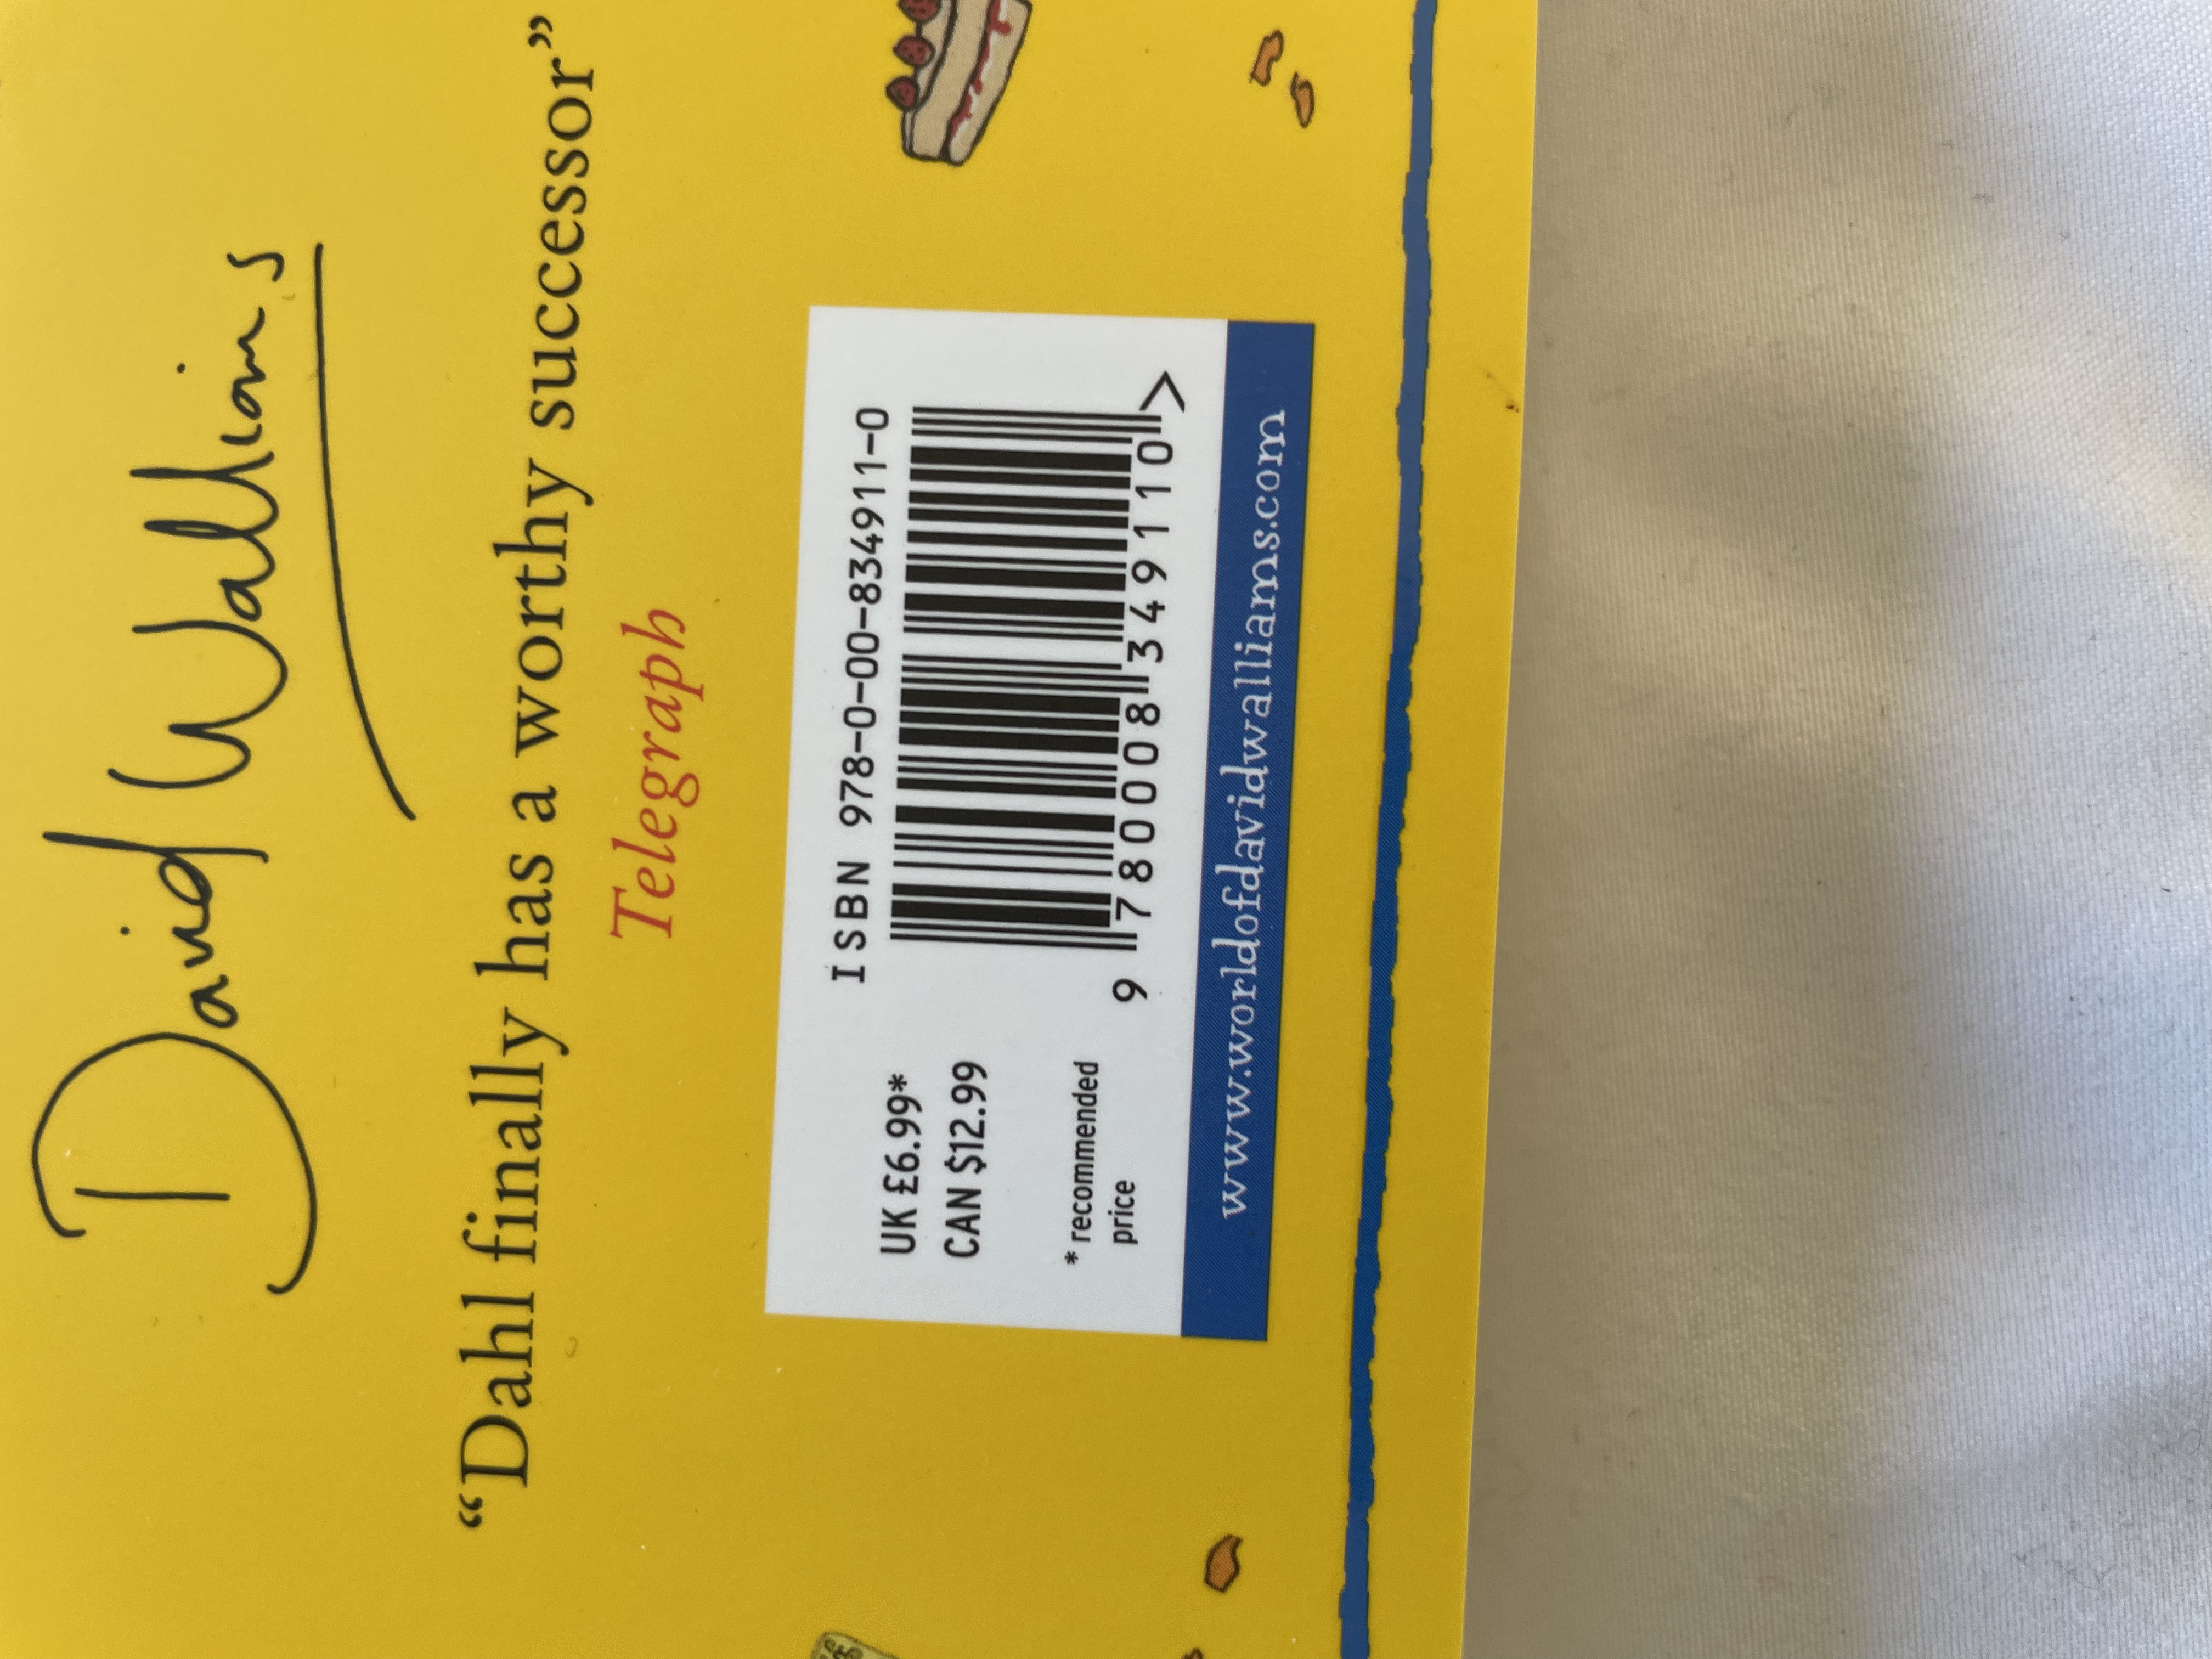 David Walliams
“Dahl finally has a worthy successor”
Telegraph
ISBN 978-0-00-834911-0
UK £6.99*
CAN $12.99
* recommended
price
9 780008 349110 >
www.worldofdavidwalliams.com